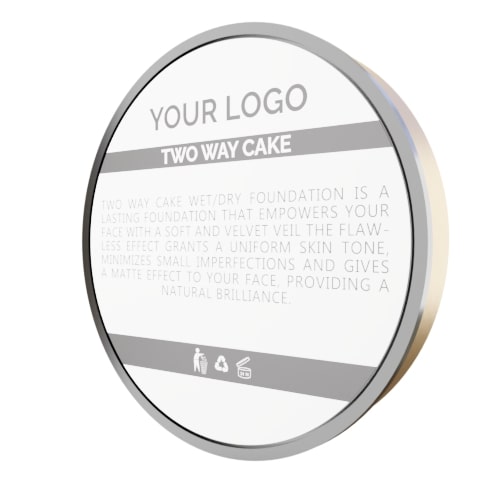 YOUR LOGO
TWO WAY CAKE
TWO WAY CAKE WET/DRY FOUNDATION IS A
LASTING FOUNDATION THAT EMPOWERS YOUR
FACE WITH A SOFT AND VELVET VEIL THE FLAW-
LESS EFFECT GRANTS A UNIFORM SKIN TONE,
MINIMIZES SMALL IMPERFECTIONS AND GIVES
A MATTE EFFECT TO YOUR FACE, PROVIDING A
NATURAL BRILLIANCE.